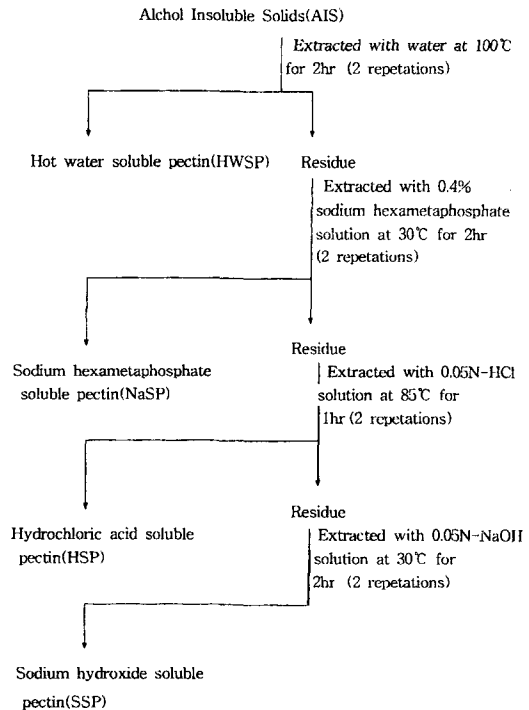 Alchol Insoluble Solids(AIS)
Extracted with water at 100℃
for 2hr (2 repetations)
Hot water soluble pectin(HWSP)
Residue
Extracted with 0.4%
sodium hexametaphosphate
solution at 30℃ for 2hr
(2 repetations)
Sodium hexametaphosphate
soluble pectin(NaSP)
Residue
Extracted with 0.05N-HCl
solution at 85℃ for
1hr(2 repetations)
Hydrochloric acid soluble
pectin(HSP)
Residue
Extracted with 0.05N-NaOH
solution at 30℃ for
2hr (2 repetations)
Sodium hydroxide soluble
pectin(SSP)